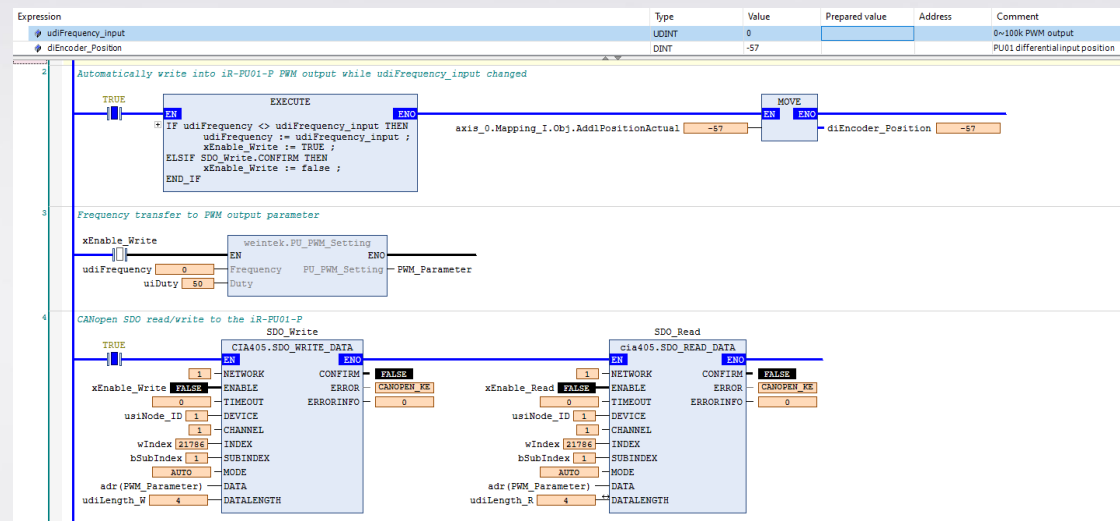 Expression Type Value Prepared value Address Comment
udiFrequency_input UDINT 0 0~100k PWM output
diEncoder_Position DINT -57 PU01 differential input position
2 Automatically write into iR-PU01-P PWM output while udiFrequency_input changed
TRUE EXECUTE MOVE
EN ENO EN ENO
IF udiFrequency <> udiFrequency_input THEN
axis_0.Mapping_I.Obj.AddlPositionActual -57 diEncoder_Position -57
udiFrequency := udiFrequency_input ;
xEnable_Write := TRUE ;
ELSIF SDO_Write.CONFIRM THEN
xEnable_Write := false ;
END_IF
3 Frequency transfer to PWM output parameter
xEnable_Write weintek.PU_PWM_Setting
EN ENO
udiFrequency 0 Frequency PU_PWM_Setting PWM_Parameter
uiDuty 50 Duty
4 CANopen SDO read/write to the iR-PU01-P
SDO_Write SDO_Read
TRUE CIA405.SDO_WRITE_DATA cia405.SDO_READ_DATA
EN ENO EN ENO
1 NETWORK CONFIRM FALSE 1 NETWORK CONFIRM FALSE
xEnable_Write FALSE ENABLE ERROR CANOPEN_KE xEnable_Read FALSE ENABLE ERROR CANOPEN_KE
0 TIMEOUT ERRORINFO 0 0 TIMEOUT ERRORINFO 0
usiNode_ID 1 DEVICE usiNode_ID 1 DEVICE
1 CHANNEL 1 CHANNEL
wIndex 21786 INDEX wIndex 21786 INDEX
bSubIndex 1 SUBINDEX bSubIndex 1 SUBINDEX
AUTO MODE AUTO MODE
adr(PWM_Parameter) DATA adr(PWM_Parameter) DATA
udiLength_W 4 DATALENGTH udiLength_R 4 DATALENGTH